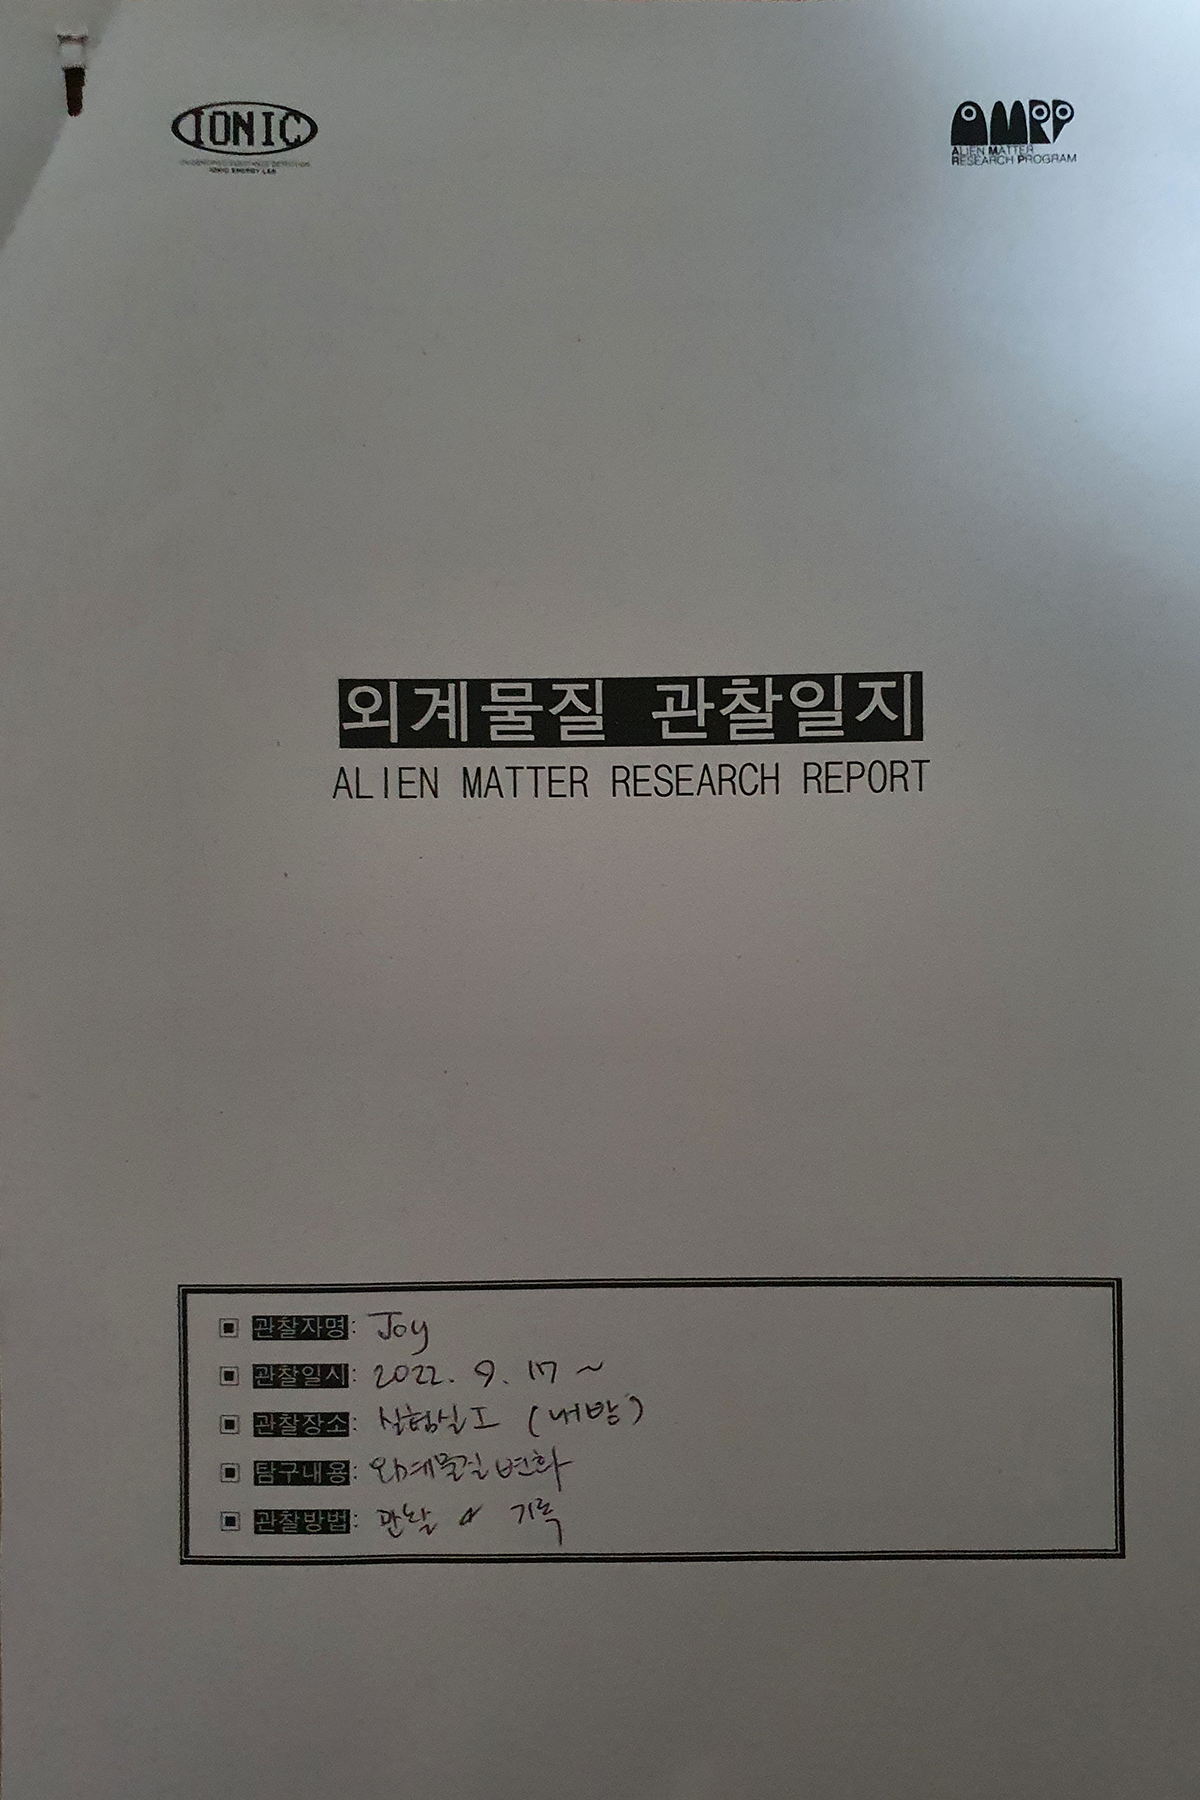 IONIC
IONIC ENERGY LAB
AMRP
ALIEN MATTER
RESEARCH PROGRAM
외계물질 관찰일지
ALIEN MATTER RESEARCH REPORT
▣ 관찰자명: Joy
▣ 관찰일시: 2022. 9. 17 ~
▣ 관찰장소: 실험실 I (내방)
▣ 탐구내용: 외계물질 변화
▣ 관찰방법: 관찰 & 기록